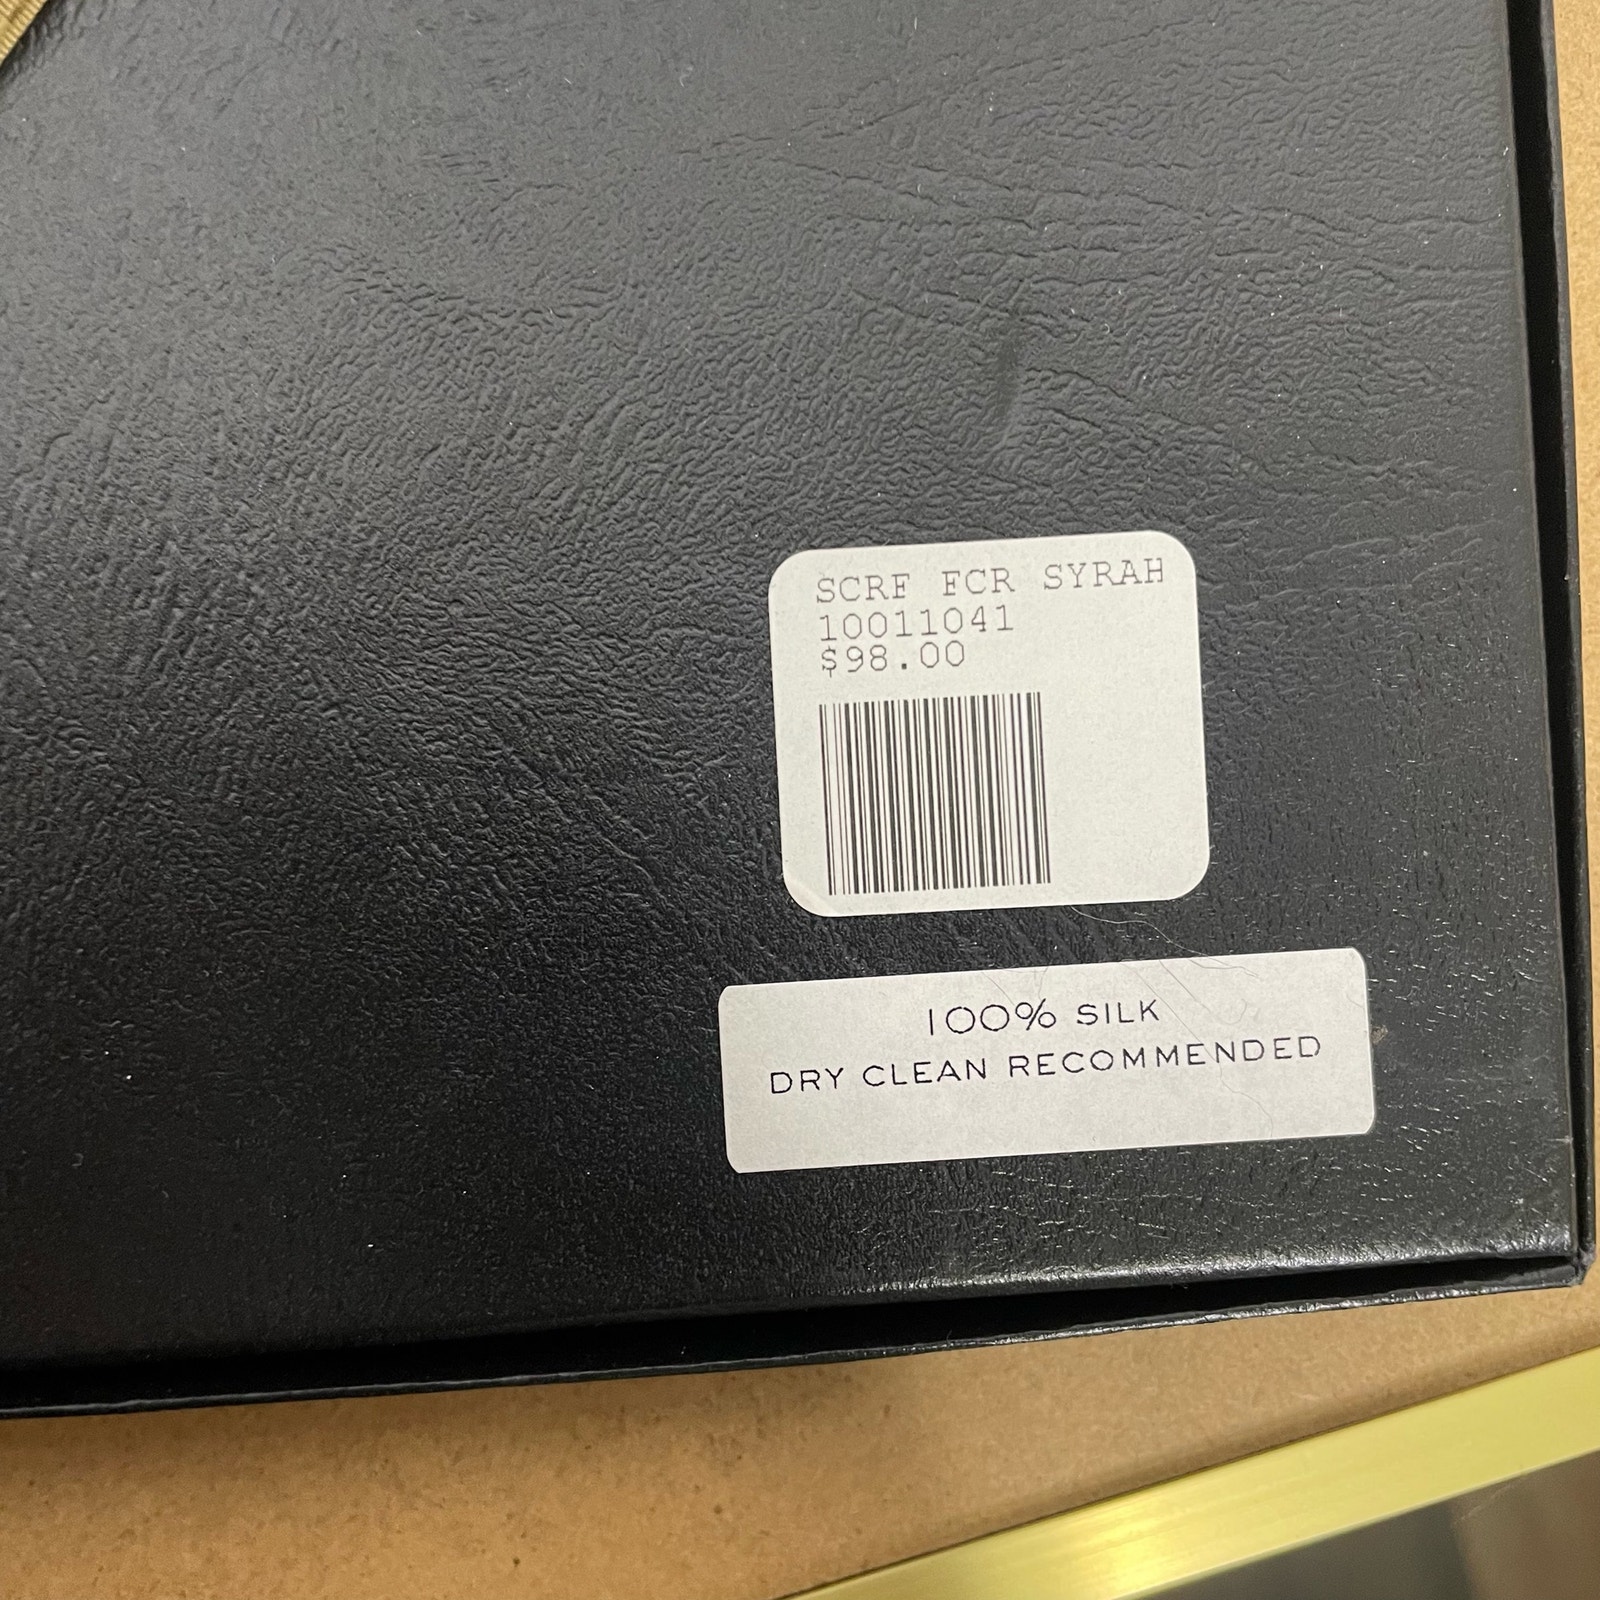 SCRF FCR SYRAH
10011041
$98.00
100% SILK
DRY CLEAN RECOMMENDED